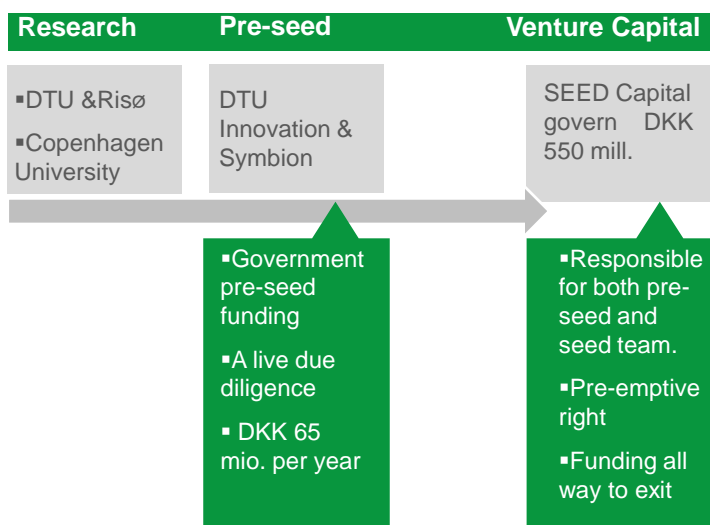 Research Pre-seed Venture Capital
▪DTU &Risø
▪Copenhagen
University
DTU
Innovation &
Symbion
SEED Capital
govern DKK
550 mill.
▪Government
pre-seed
funding
▪A live due
diligence
▪ DKK 65
mio. per year
▪Responsible
for both pre-
seed and
seed team.
▪Pre-emptive
right
▪Funding all
way to exit